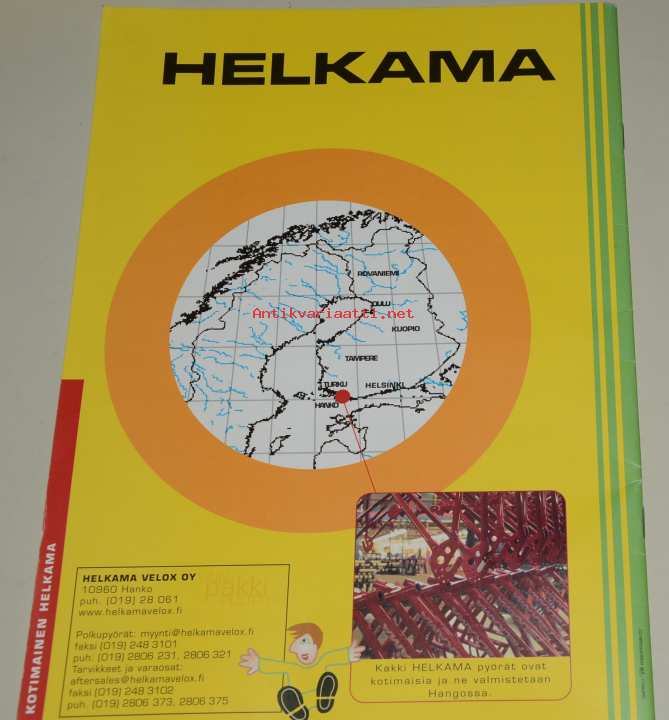 HELKAMA
ROVANIEMI
OULU
Antikvariaatti.net
KUOPIO
TAMPERE
TURKU
HELSINKI
HANKO
KOTIMAINEN HELKAMA
HELKAMA VELOX OY
10960 Hanko
puh. (019) 28 061
www.helkamavelox.fi
Polkupyörät: myynti@helkamavelox.fi
faksi (019) 248 3101
puh. (019) 2806 231, 2806 321
Tarvikkeet ja varaosat:
aftersales@helkamavelox.fi
faksi (019) 248 3102
puh. (019) 2806 373, 2806 375
pakki
Kakki HELKAMA pyörät ovat
kotimaisia ja ne valmistetaan
Hangossa.